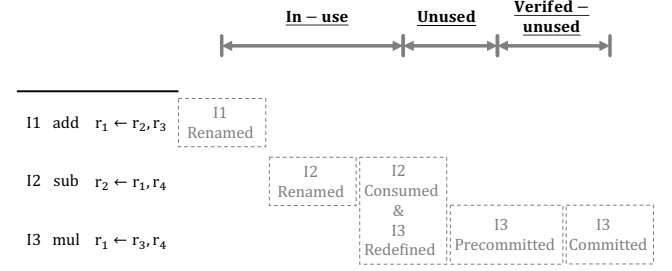 In – use Unused Verifed –
unused
I1 add r₁ ← r₂, r₃
I1
Renamed
I2 sub r₂ ← r₁, r₄
I2
Renamed
I2
Consumed
&
I3
Redefined
I3 mul r₁ ← r₃, r₄
I3
Precommitted
I3
Committed